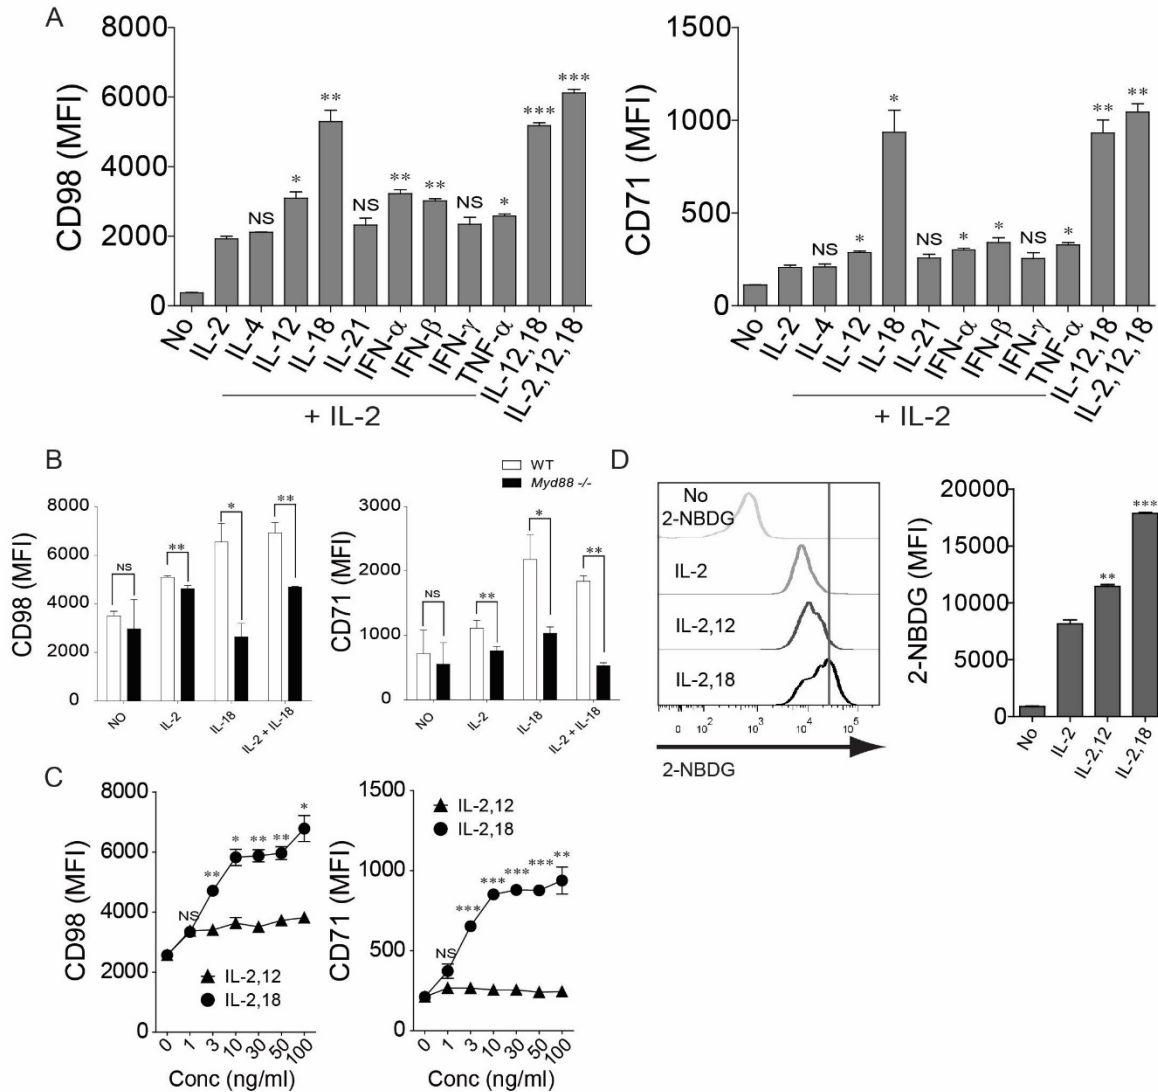 A
CD98 (MFI)
8000
6000
4000
2000
0
** *** ***
NS * NS ** ** NS *
No IL-2 IL-4 IL-12 IL-18 IL-21 IFN-α IFN-β IFN-γ TNF-α IL-12,18 IL-2,12,18
+ IL-2
CD71 (MFI)
1500
1000
500
0
* ** **
NS * NS * * NS *
No IL-2 IL-4 IL-12 IL-18 IL-21 IFN-α IFN-β IFN-γ TNF-α IL-12,18 IL-2,12,18
+ IL-2
B
WT
Myd88 -/-
CD98 (MFI)
8000
6000
4000
2000
0
NS ** * **
NO IL-2 IL-18 IL-2 + IL-18
CD71 (MFI)
3000
2000
1000
0
NS ** * **
NO IL-2 IL-18 IL-2 + IL-18
C
CD98 (MFI)
8000
6000
4000
2000
0
NS ** * ** ** *
IL-2,12
IL-2,18
0 1 3 10 30 50 100
Conc (ng/ml)
CD71 (MFI)
1500
1000
500
0
IL-2,12
IL-2,18
NS *** *** *** *** **
0 1 3 10 30 50 100
Conc (ng/ml)
D
No
2-NBDG
IL-2
IL-2,12
IL-2,18
0 10² 10³ 10⁴ 10⁵
2-NBDG
2-NBDG (MFI)
20000
15000
10000
5000
0
** ***
No IL-2 IL-2,12 IL-2,18